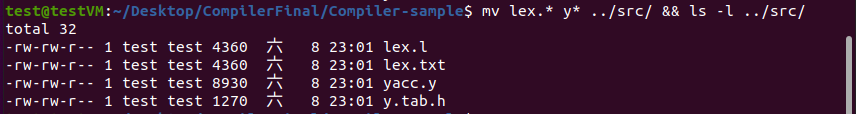 test@testVM:~/Desktop/CompilerFinal/Compiler-sample$ mv lex.* y* ../src/ && ls -l ../src/
total 32
-rw-rw-r-- 1 test test 4360 六 8 23:01 lex.l
-rw-rw-r-- 1 test test 4360 六 8 23:01 lex.txt
-rw-rw-r-- 1 test test 8930 六 8 23:01 yacc.y
-rw-rw-r-- 1 test test 1270 六 8 23:01 y.tab.h